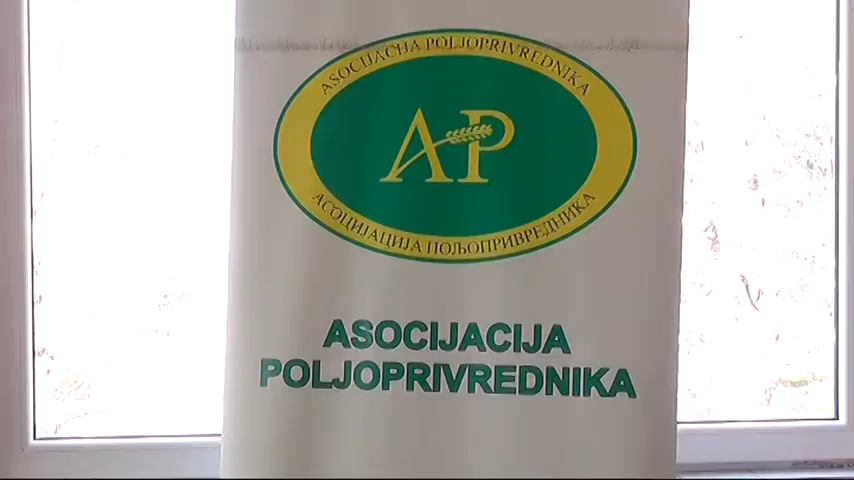 ASOCIJACIJA POLJOPRIVREDNIKA
AP
АСОЦИЈАЦИЈА ПОЉОПРИВРЕДНИКА
ASOCIJACIJA
POLJOPRIVREDNIKA